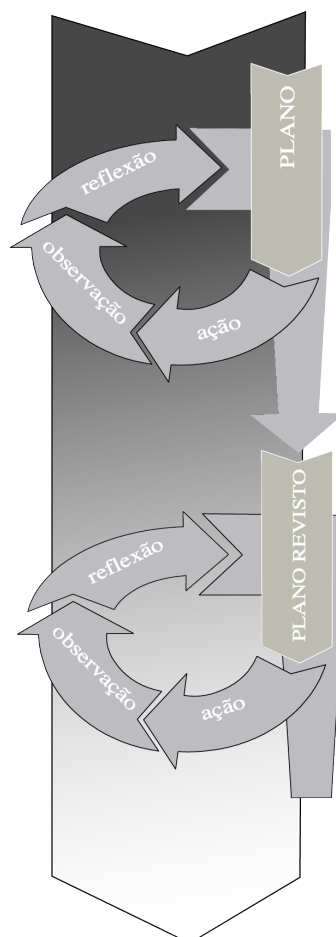 PLANO
reflexão
observação
ação
PLANO REVISTO
reflexão
observação
ação